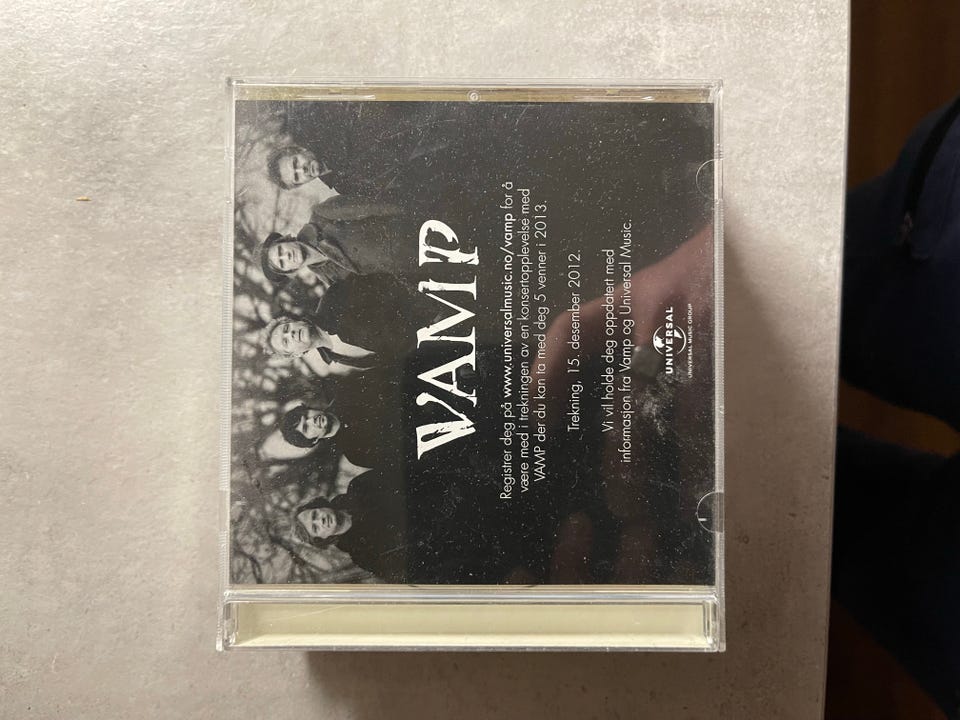 VAMP
Registrer deg på www.universalmusic.no/vamp for å
være med i trekningen av en konsertopplevelse med
VAMP der du kan ta med deg 5 venner i 2013.
Trekning, 15. desember 2012.
Vi vil holde deg oppdatert med
informasjon fra Vamp og Universal Music.
UNIVERSAL
UNIVERSAL MUSIC GROUP